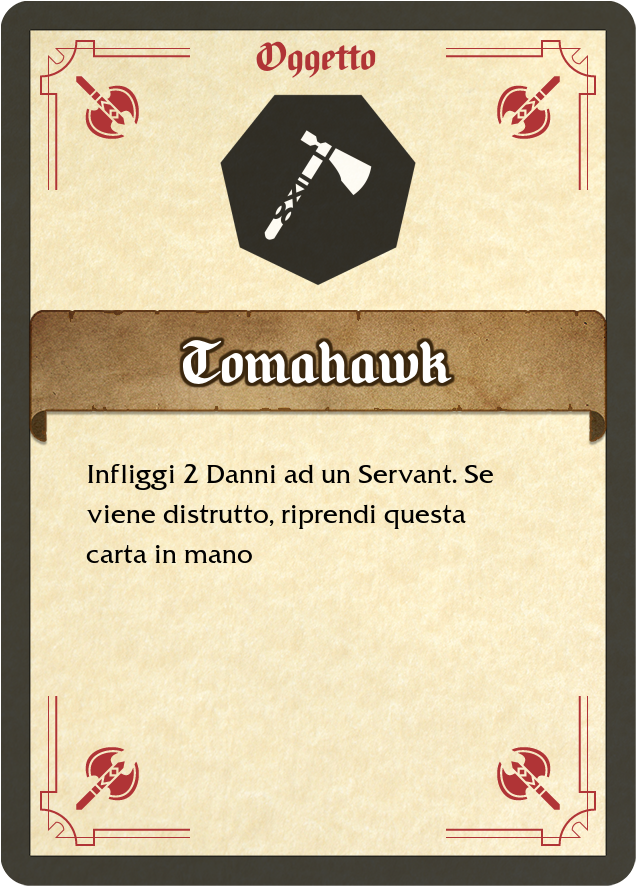 Oggetto
Tomahawk
Infliggi 2 Danni ad un Servant. Se
viene distrutto, riprendi questa
carta in mano